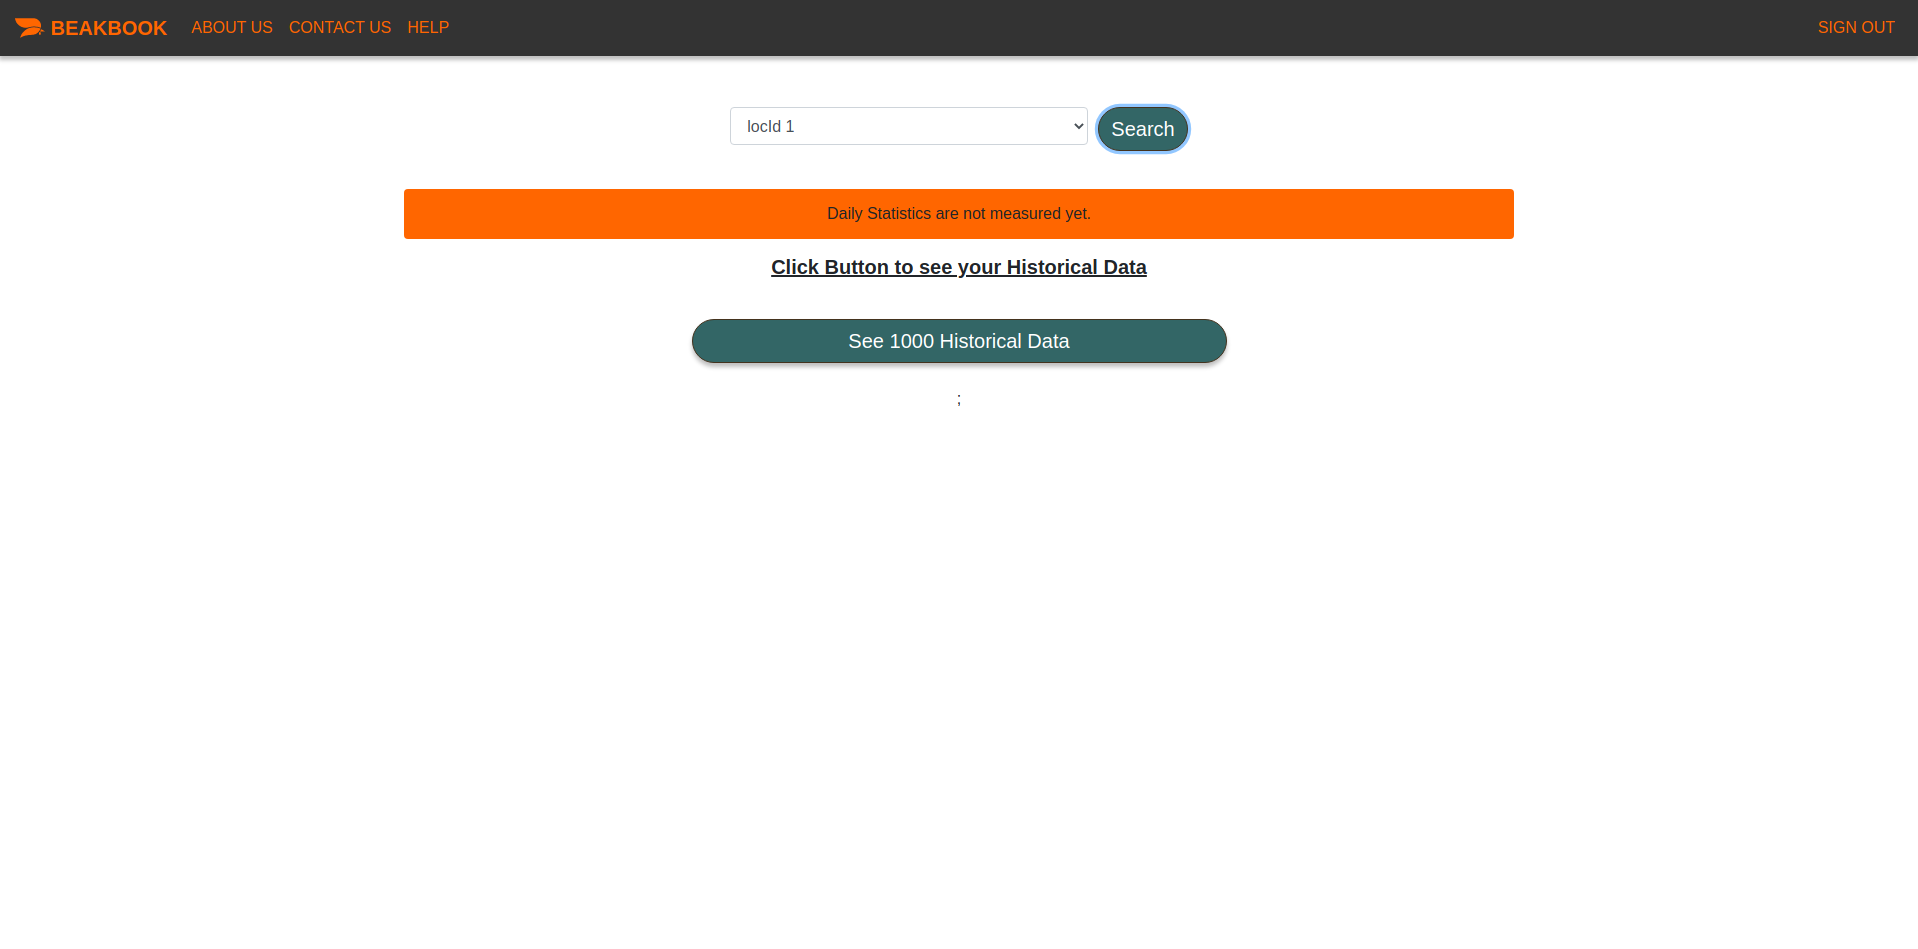 BEAKBOOK ABOUT US CONTACT US HELP SIGN OUT
locId 1 Search
Daily Statistics are not measured yet.
Click Button to see your Historical Data
See 1000 Historical Data
;